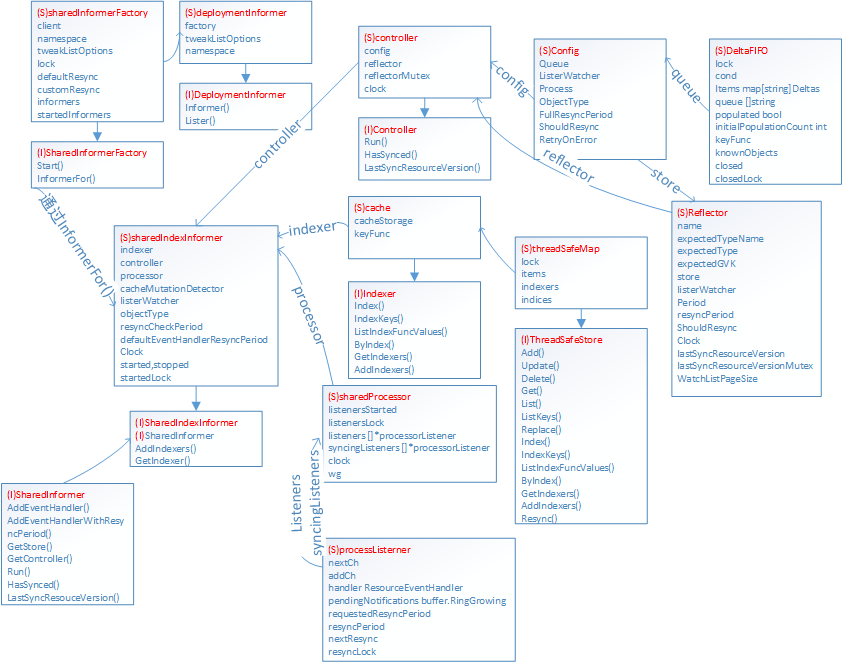 (S)sharedInformerFactory
client
namespace
tweakListOptions
lock
defaultResync
customResync
informers
startedInformers
(S)deploymentInformer
factory
tweakListOptions
namespace
(I)DeploymentInformer
Informer()
Lister()
(I)SharedInformerFactory
Start()
InformerFor()
通过InformerFor()
(S)controller
config
reflector
reflectorMutex
clock
(I)Controller
Run()
HasSynced()
LastSyncResourceVersion()
controller
config
(S)Config
Queue
ListerWatcher
Process
ObjectType
FullResyncPeriod
ShouldResync
RetryOnError
queue
(S)DeltaFIFO
lock
cond
Items map[string]Deltas
queue []string
populated bool
initialPopulationCount int
keyFunc
knownObjects
closed
closedLock
reflector
store
(S)Reflector
name
expectedTypeName
expectedType
expectedGVK
store
listerWatcher
Period
resyncPeriod
ShouldResync
Clock
lastSyncResourceVersion
lastSyncResourceVersionMutex
WatchListPageSize
(S)sharedIndexInformer
indexer
controller
processor
cacheMutationDetector
listerWatcher
objectType
resyncCheckPeriod
defaultEventHandlerResyncPeriod
Clock
started,stopped
startedLock
indexer
(S)cache
cacheStorage
keyFunc
(I)Indexer
Index()
IndexKeys()
ListIndexFuncValues()
ByIndex()
GetIndexers()
AddIndexers()
(S)threadSafeMap
lock
items
indexers
indices
(I)ThreadSafeStore
Add()
Update()
Delete()
Get()
List()
ListKeys()
Replace()
Index()
IndexKeys()
ListIndexFuncValues()
ByIndex()
GetIndexers()
AddIndexers()
Resync()
processor
(S)sharedProcessor
listenersStarted
listenersLock
listeners []*processorListener
syncingListeners []*processorListener
clock
wg
(I)SharedIndexInformer
(I)SharedInformer
AddIndexers()
GetIndexer()
(I)SharedInformer
AddEventHandler()
AddEventHandlerWithResy
ncPeriod()
GetStore()
GetController()
Run()
HasSynced()
LastSyncResouceVersion()
Listeners
syncingListeners
(S)processListerner
nextCh
addCh
handler ResourceEventHandler
pendingNotifications buffer.RingGrowing
requestedResyncPeriod
resyncPeriod
nextResync
resyncLock